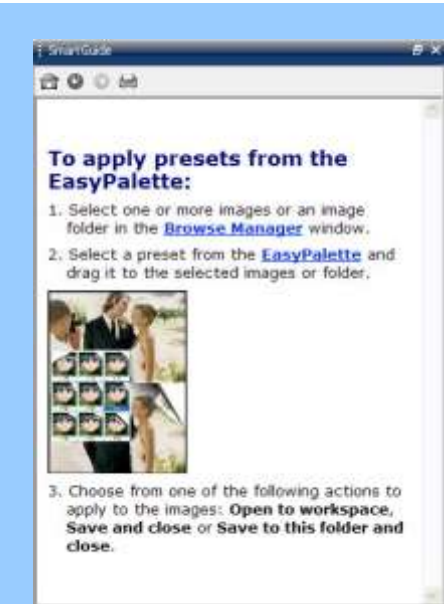 SmartGuide
To apply presets from the
EasyPalette:
1. Select one or more images or an image
folder in the Browse Manager window.
2. Select a preset from the EasyPalette and
drag it to the selected images or folder.
3. Choose from one of the following actions to
apply to the images: Open to workspace,
Save and close or Save to this folder and
close.